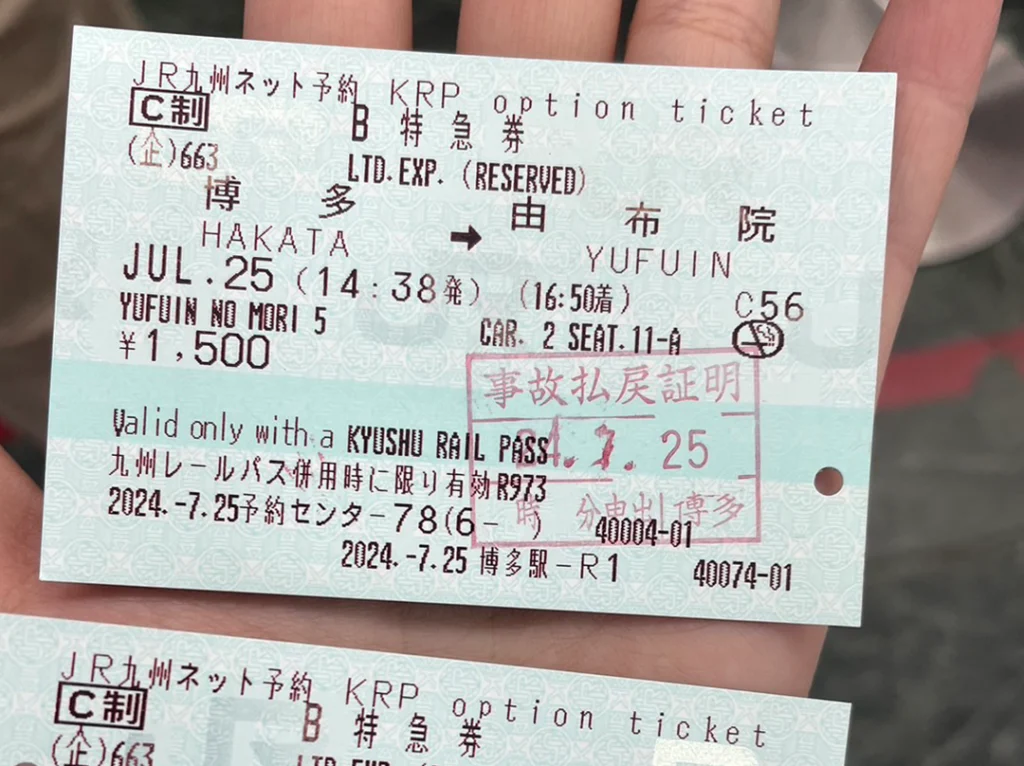 JR九州ネット予約 KRP option ticket
C制 B 特急券
(企)663 LTD.EXP. (RESERVED)
博多 → 由布院
HAKATA YUFUIN
JUL.25 (14:38発) (16:50着) C56
YUFUIN NO MORI 5 CAR. 2 SEAT.11-A
¥1,500
事故払戻証明
Valid only with a KYUSHU RAIL PASS
24.7.25
九州レールパス併用時に限り有効R973
2024.-7.25予約センター-78(6- ) 40004-01
時 分申出 博多
2024.-7.25 博多駅-R1 40074-01
JR九州ネット予約 KRP option ticket
C制 B 特急券
(企)663